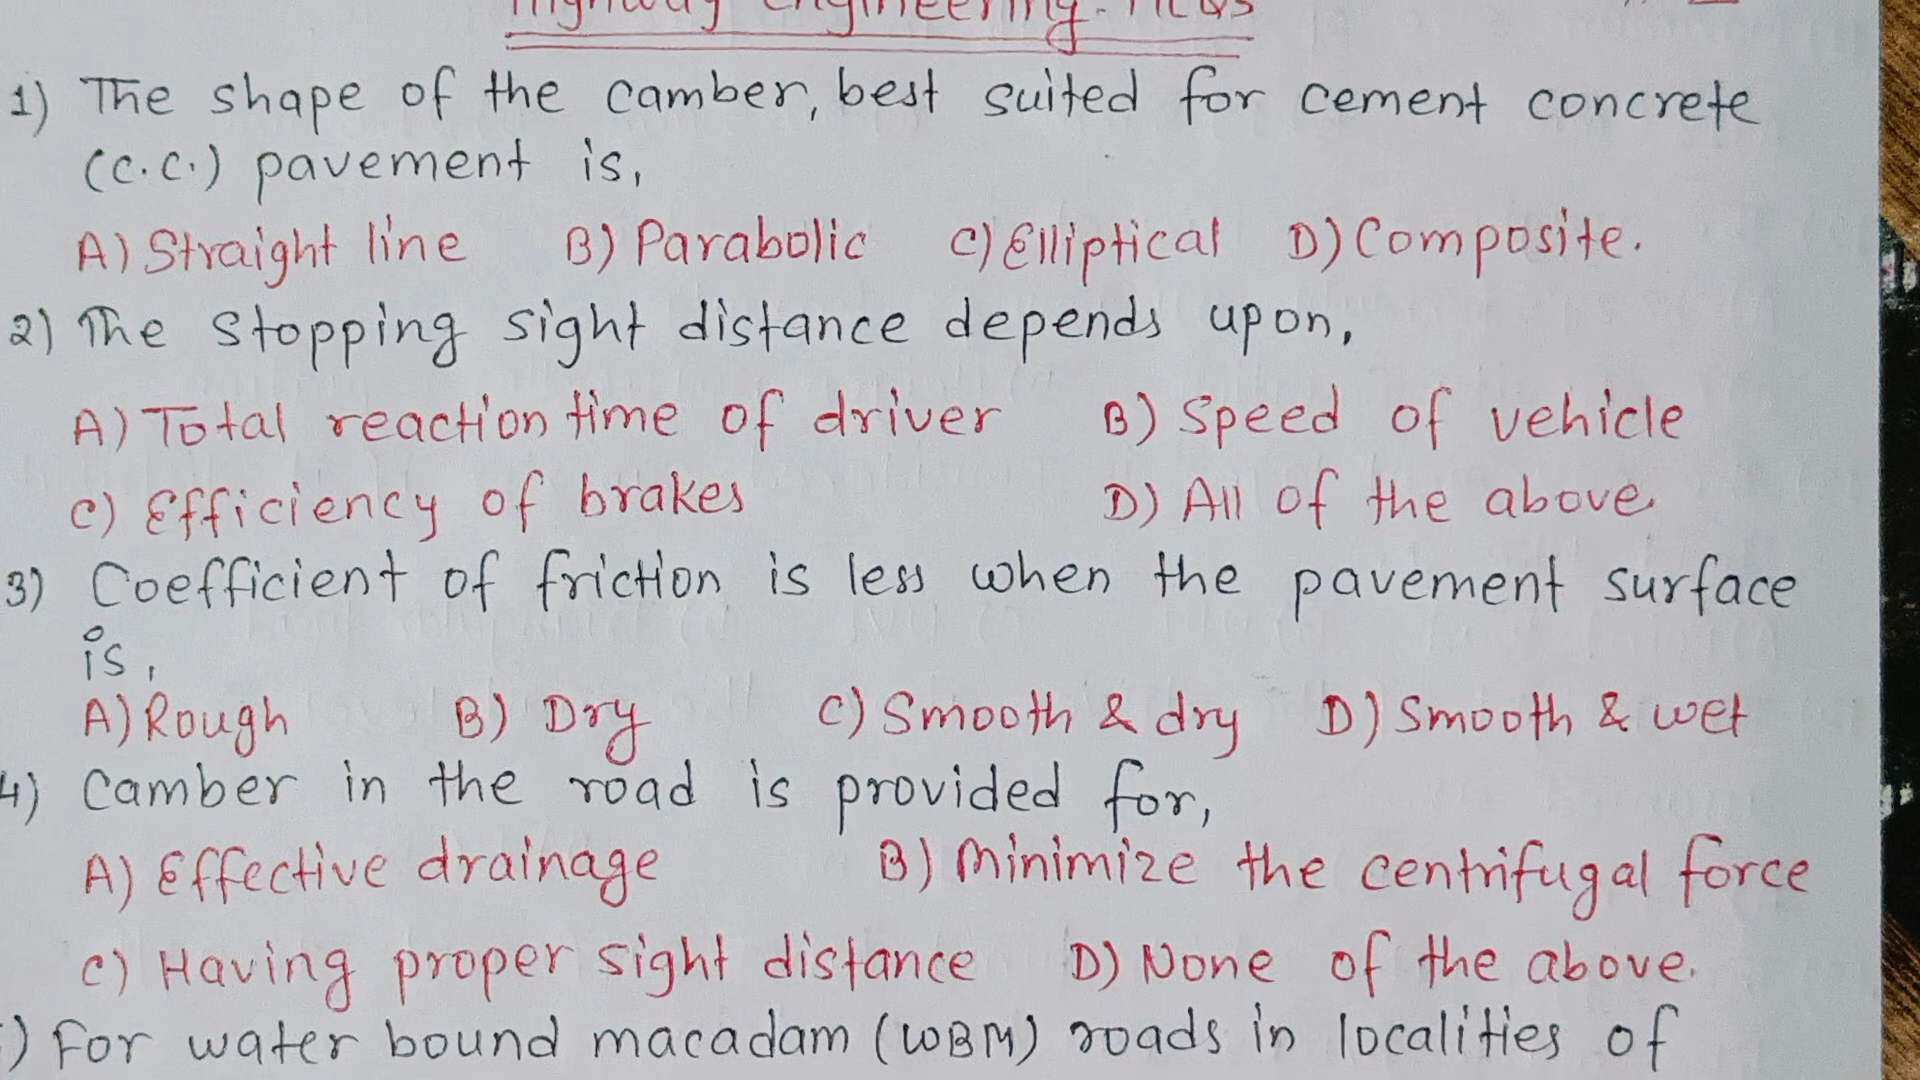 Highway Engineering-MCQs
1) The shape of the camber, best suited for cement concrete
(C.C.) pavement is,
A) Straight line B) Parabolic C) Elliptical D) Composite.
2) The stopping sight distance depends upon,
A) Total reaction time of driver B) Speed of vehicle
C) Efficiency of brakes D) All of the above
3) Coefficient of friction is less when the pavement surface
is,
A) Rough B) Dry C) Smooth & dry D) Smooth & wet
4) Camber in the road is provided for,
A) Effective drainage B) Minimize the centrifugal force
C) Having proper sight distance D) None of the above.
) For water bound macadam (WBM) roads in localities of